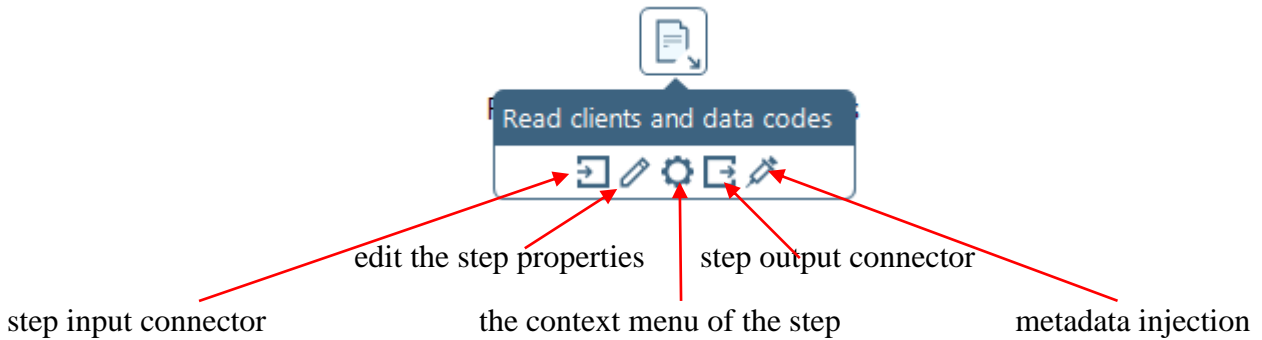 Read clients and data codes
edit the step properties
step output connector
step input connector
the context menu of the step
metadata injection